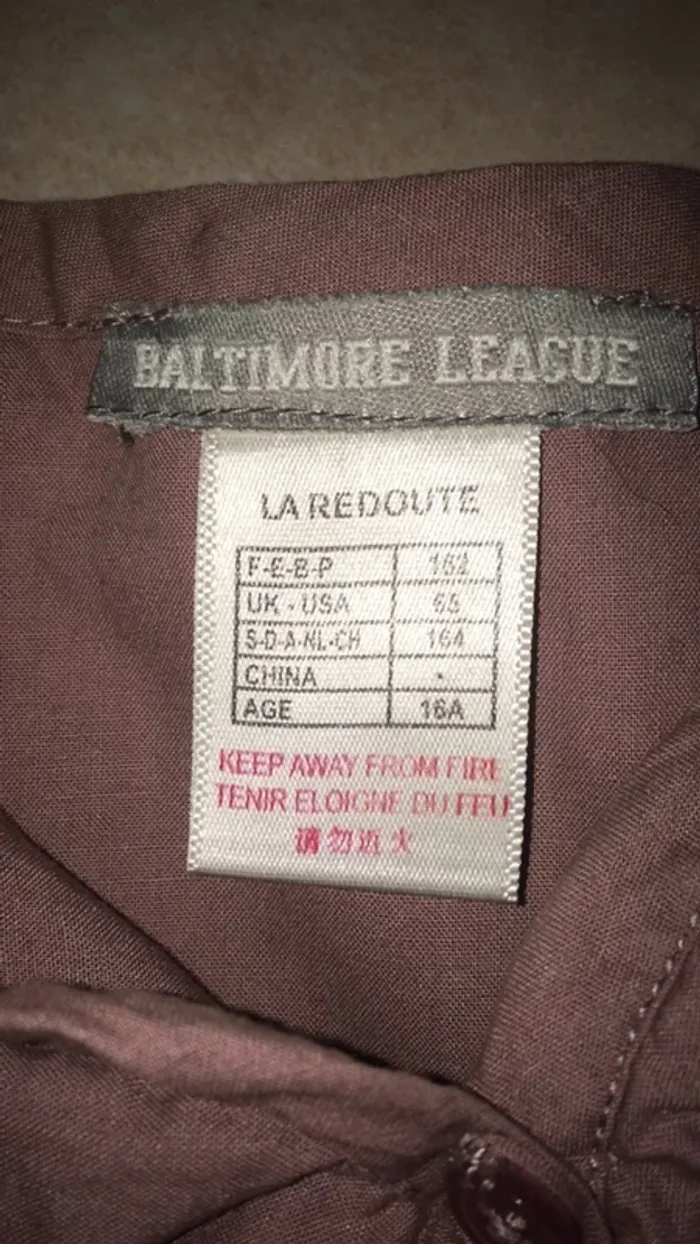 BALTIMORE LEAGUE
LA REDOUTE
F-E-B-P 162
UK - USA 65
S-D-A-NL-CH 164
CHINA -
AGE 16A
KEEP AWAY FROM FIRE
TENIR ELOIGNE DU FEU
请勿近火